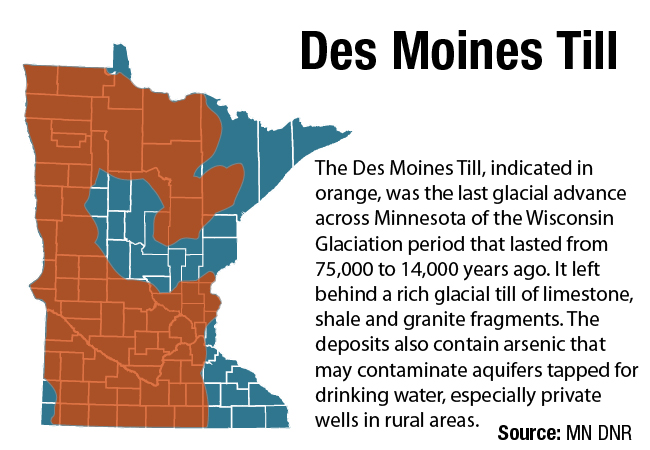 Des Moines Till
The Des Moines Till, indicated in
orange, was the last glacial advance
across Minnesota of the Wisconsin
Glaciation period that lasted from
75,000 to 14,000 years ago. It left
behind a rich glacial till of limestone,
shale and granite fragments. The
deposits also contain arsenic that
may contaminate aquifers tapped for
drinking water, especially private
wells in rural areas.
Source: MN DNR